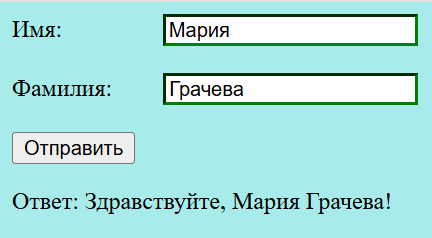 Имя: Мария
Фамилия: Грачева
Отправить
Ответ: Здравствуйте, Мария Грачева!